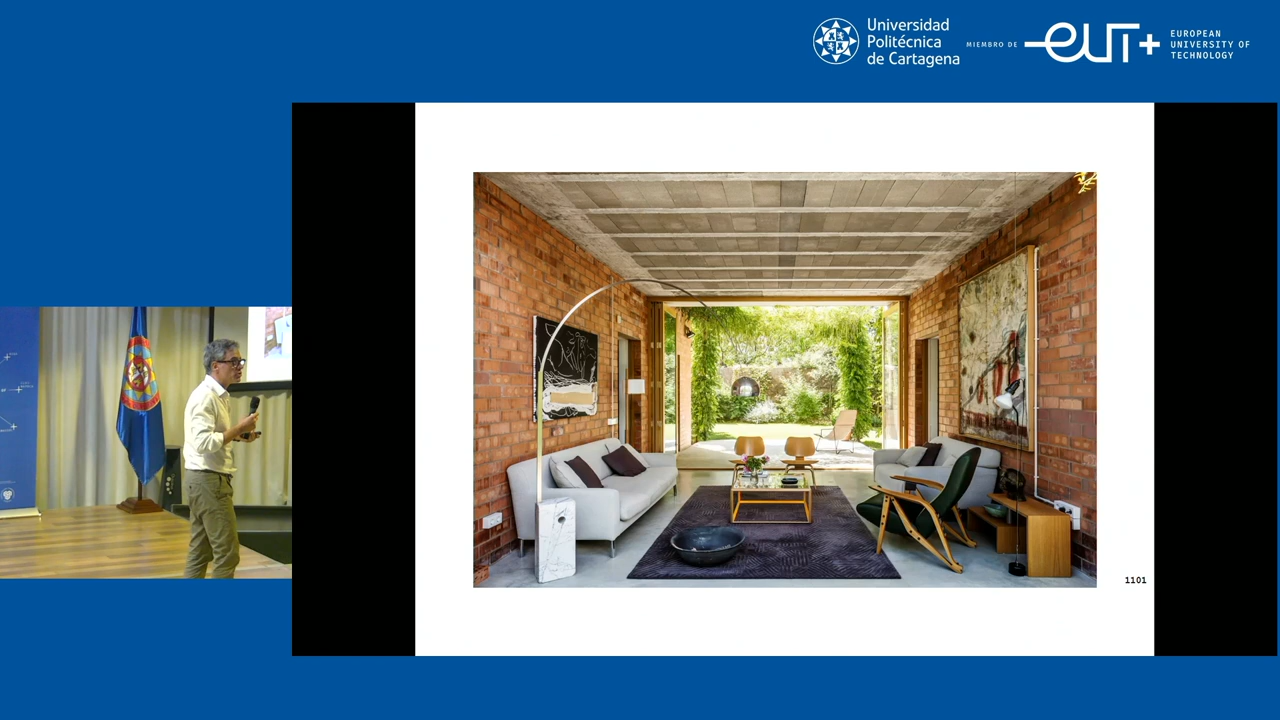 Universidad
Politécnica
de Cartagena
MIEMBRO DE
EUT+
EUROPEAN
UNIVERSITY OF
TECHNOLOGY
1101